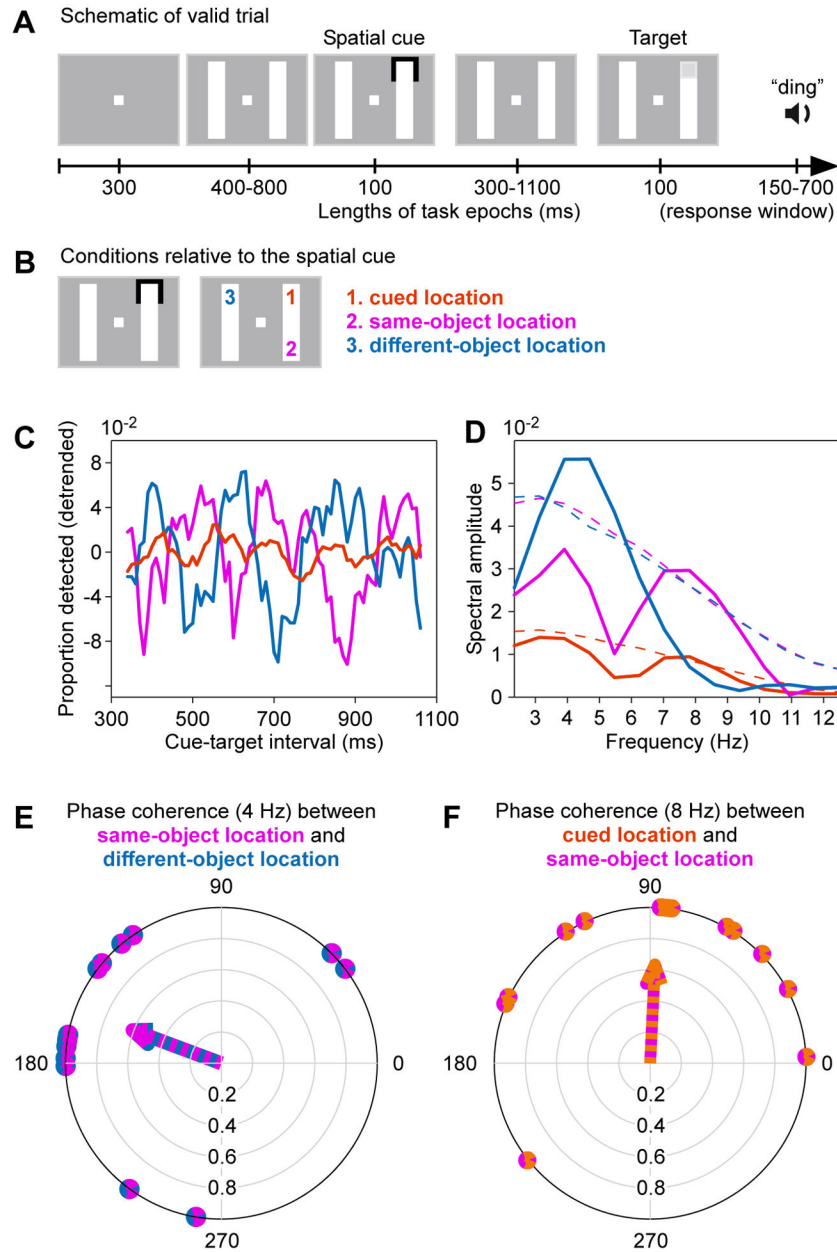 A Schematic of valid trial
Spatial cue
Target
“ding”
300
400-800
100
300-1100
100
150-700
Lengths of task epochs (ms)
(response window)
B Conditions relative to the spatial cue
3
1
2
1. cued location
2. same-object location
3. different-object location
C
10-2
8
4
0
-4
-8
Proportion detected (detrended)
300
500
700
900
1100
Cue-target interval (ms)
D
10-2
5
4
3
2
1
0
Spectral amplitude
3
4
5
6
7
8
9
10
11
12
Frequency (Hz)
E Phase coherence (4 Hz) between
same-object location and
different-object location
90
180
0
0.2
0.4
0.6
0.8
270
F Phase coherence (8 Hz) between
cued location and
same-object location
90
180
0
0.2
0.4
0.6
0.8
270